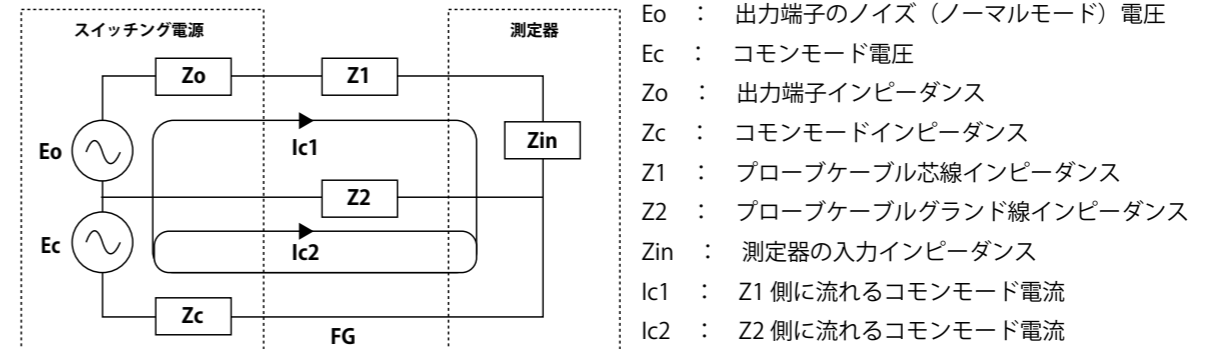 スイッチング電源
測定器
Zo
Z1
Eo
Ic1
Zin
Z2
Ec
Ic2
Zc
FG
Eo : 出力端子のノイズ（ノーマルモード）電圧
Ec : コモンモード電圧
Zo : 出力端子インピーダンス
Zc : コモンモードインピーダンス
Z1 : プローブケーブル芯線インピーダンス
Z2 : プローブケーブルグランド線インピーダンス
Zin : 測定器の入力インピーダンス
Ic1 : Z1 側に流れるコモンモード電流
Ic2 : Z2 側に流れるコモンモード電流